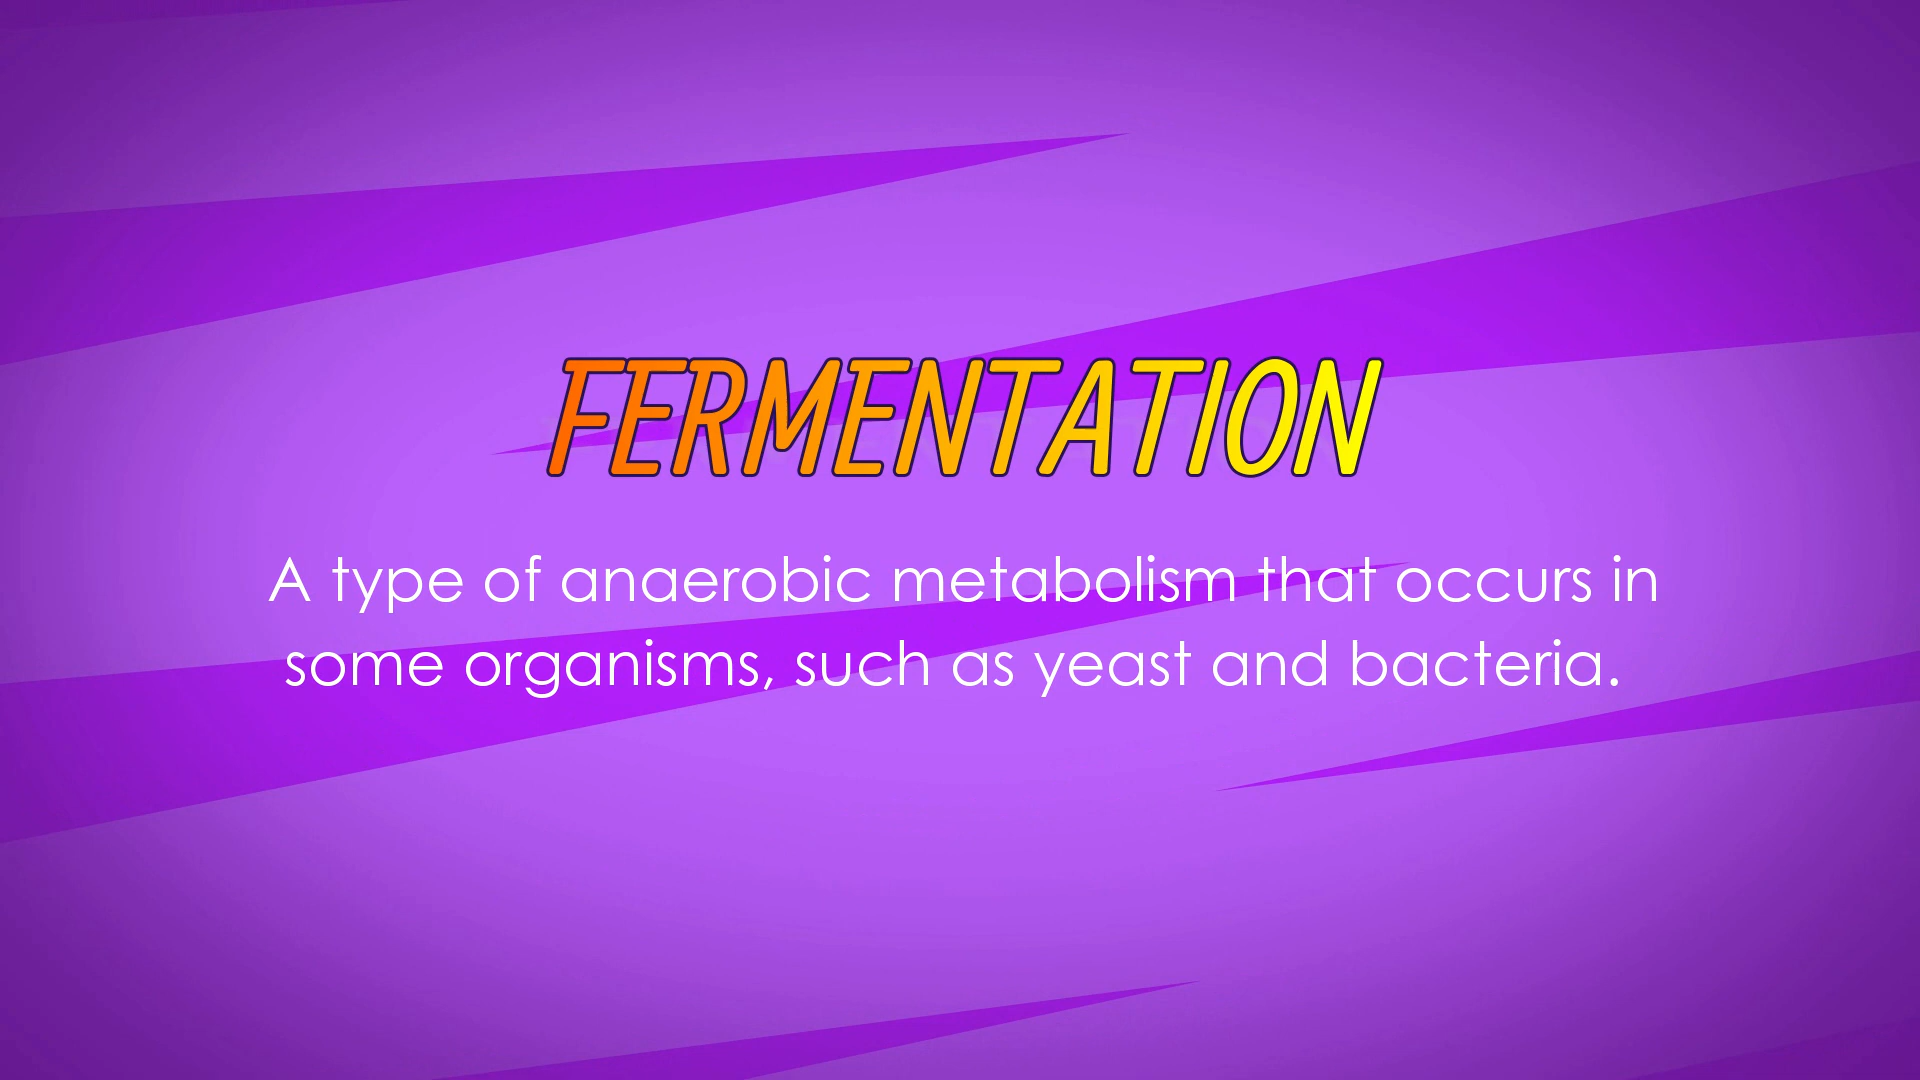 FERMENTATION
A type of anaerobic metabolism that occurs in
some organisms, such as yeast and bacteria.